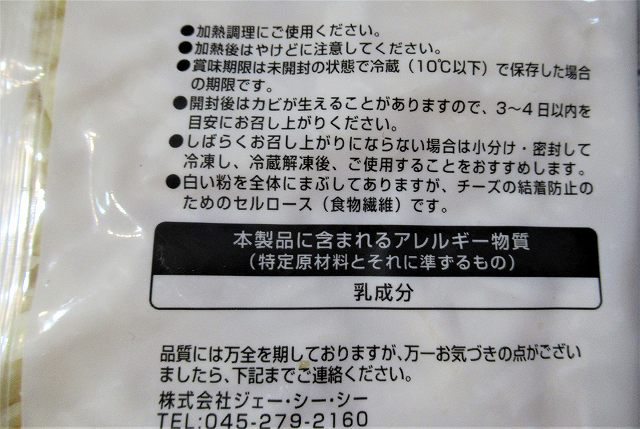 ●加熱調理にご使用ください。
●加熱後はやけどに注意してください。
●賞味期限は未開封の状態で冷蔵（10℃以下）で保存した場合
の期限です。
●開封後はカビが生えることがありますので、3〜4日以内を
目安にお召し上がりください。
●しばらくお召し上がりにならない場合は小分け・密封して
冷凍し、冷蔵解凍後、ご使用することをおすすめします。
●白い粉を全体にまぶしてありますが、チーズの結着防止の
ためのセルロース（食物繊維）です。
本製品に含まれるアレルギー物質
（特定原材料とそれに準ずるもの）
乳成分
品質には万全を期しておりますが、万一お気づきの点がござい
ましたら、下記までご連絡ください。
株式会社ジェー・シー・シー
TEL:045-279-2160